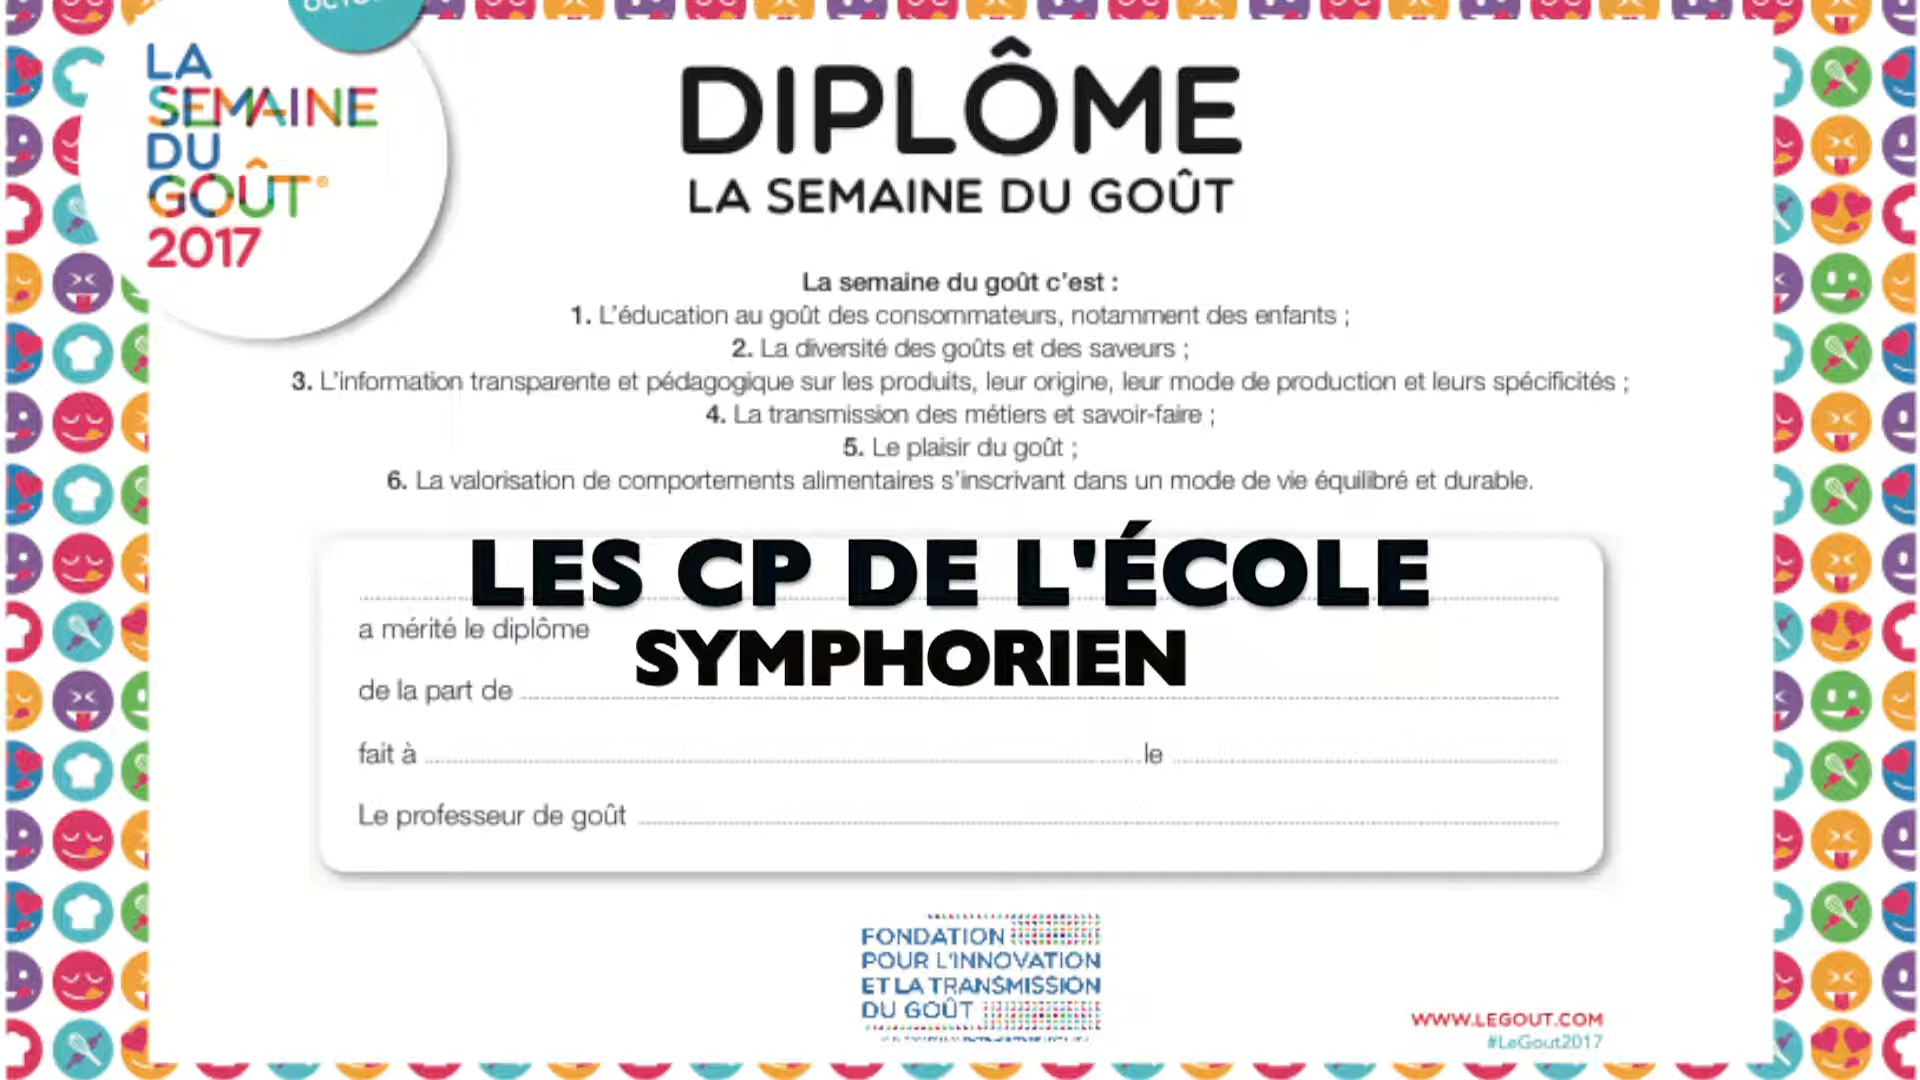 LA
SEMAINE
DU
GOÛT®
2017
DIPLÔME
LA SEMAINE DU GOÛT
La semaine du goût c'est :
1. L'éducation au goût des consommateurs, notamment des enfants ;
2. La diversité des goûts et des saveurs ;
3. L'information transparente et pédagogique sur les produits, leur origine, leur mode de production et leurs spécificités ;
4. La transmission des métiers et savoir-faire ;
5. Le plaisir du goût ;
6. La valorisation de comportements alimentaires s'inscrivant dans un mode de vie équilibré et durable.
LES CP DE L'ÉCOLE
a mérité le diplôme
SYMPHORIEN
de la part de
fait à le
Le professeur de goût
FONDATION
POUR L'INNOVATION
ET LA TRANSMISSION
DU GOÛT
WWW.LEGOUT.COM
#LeGout2017